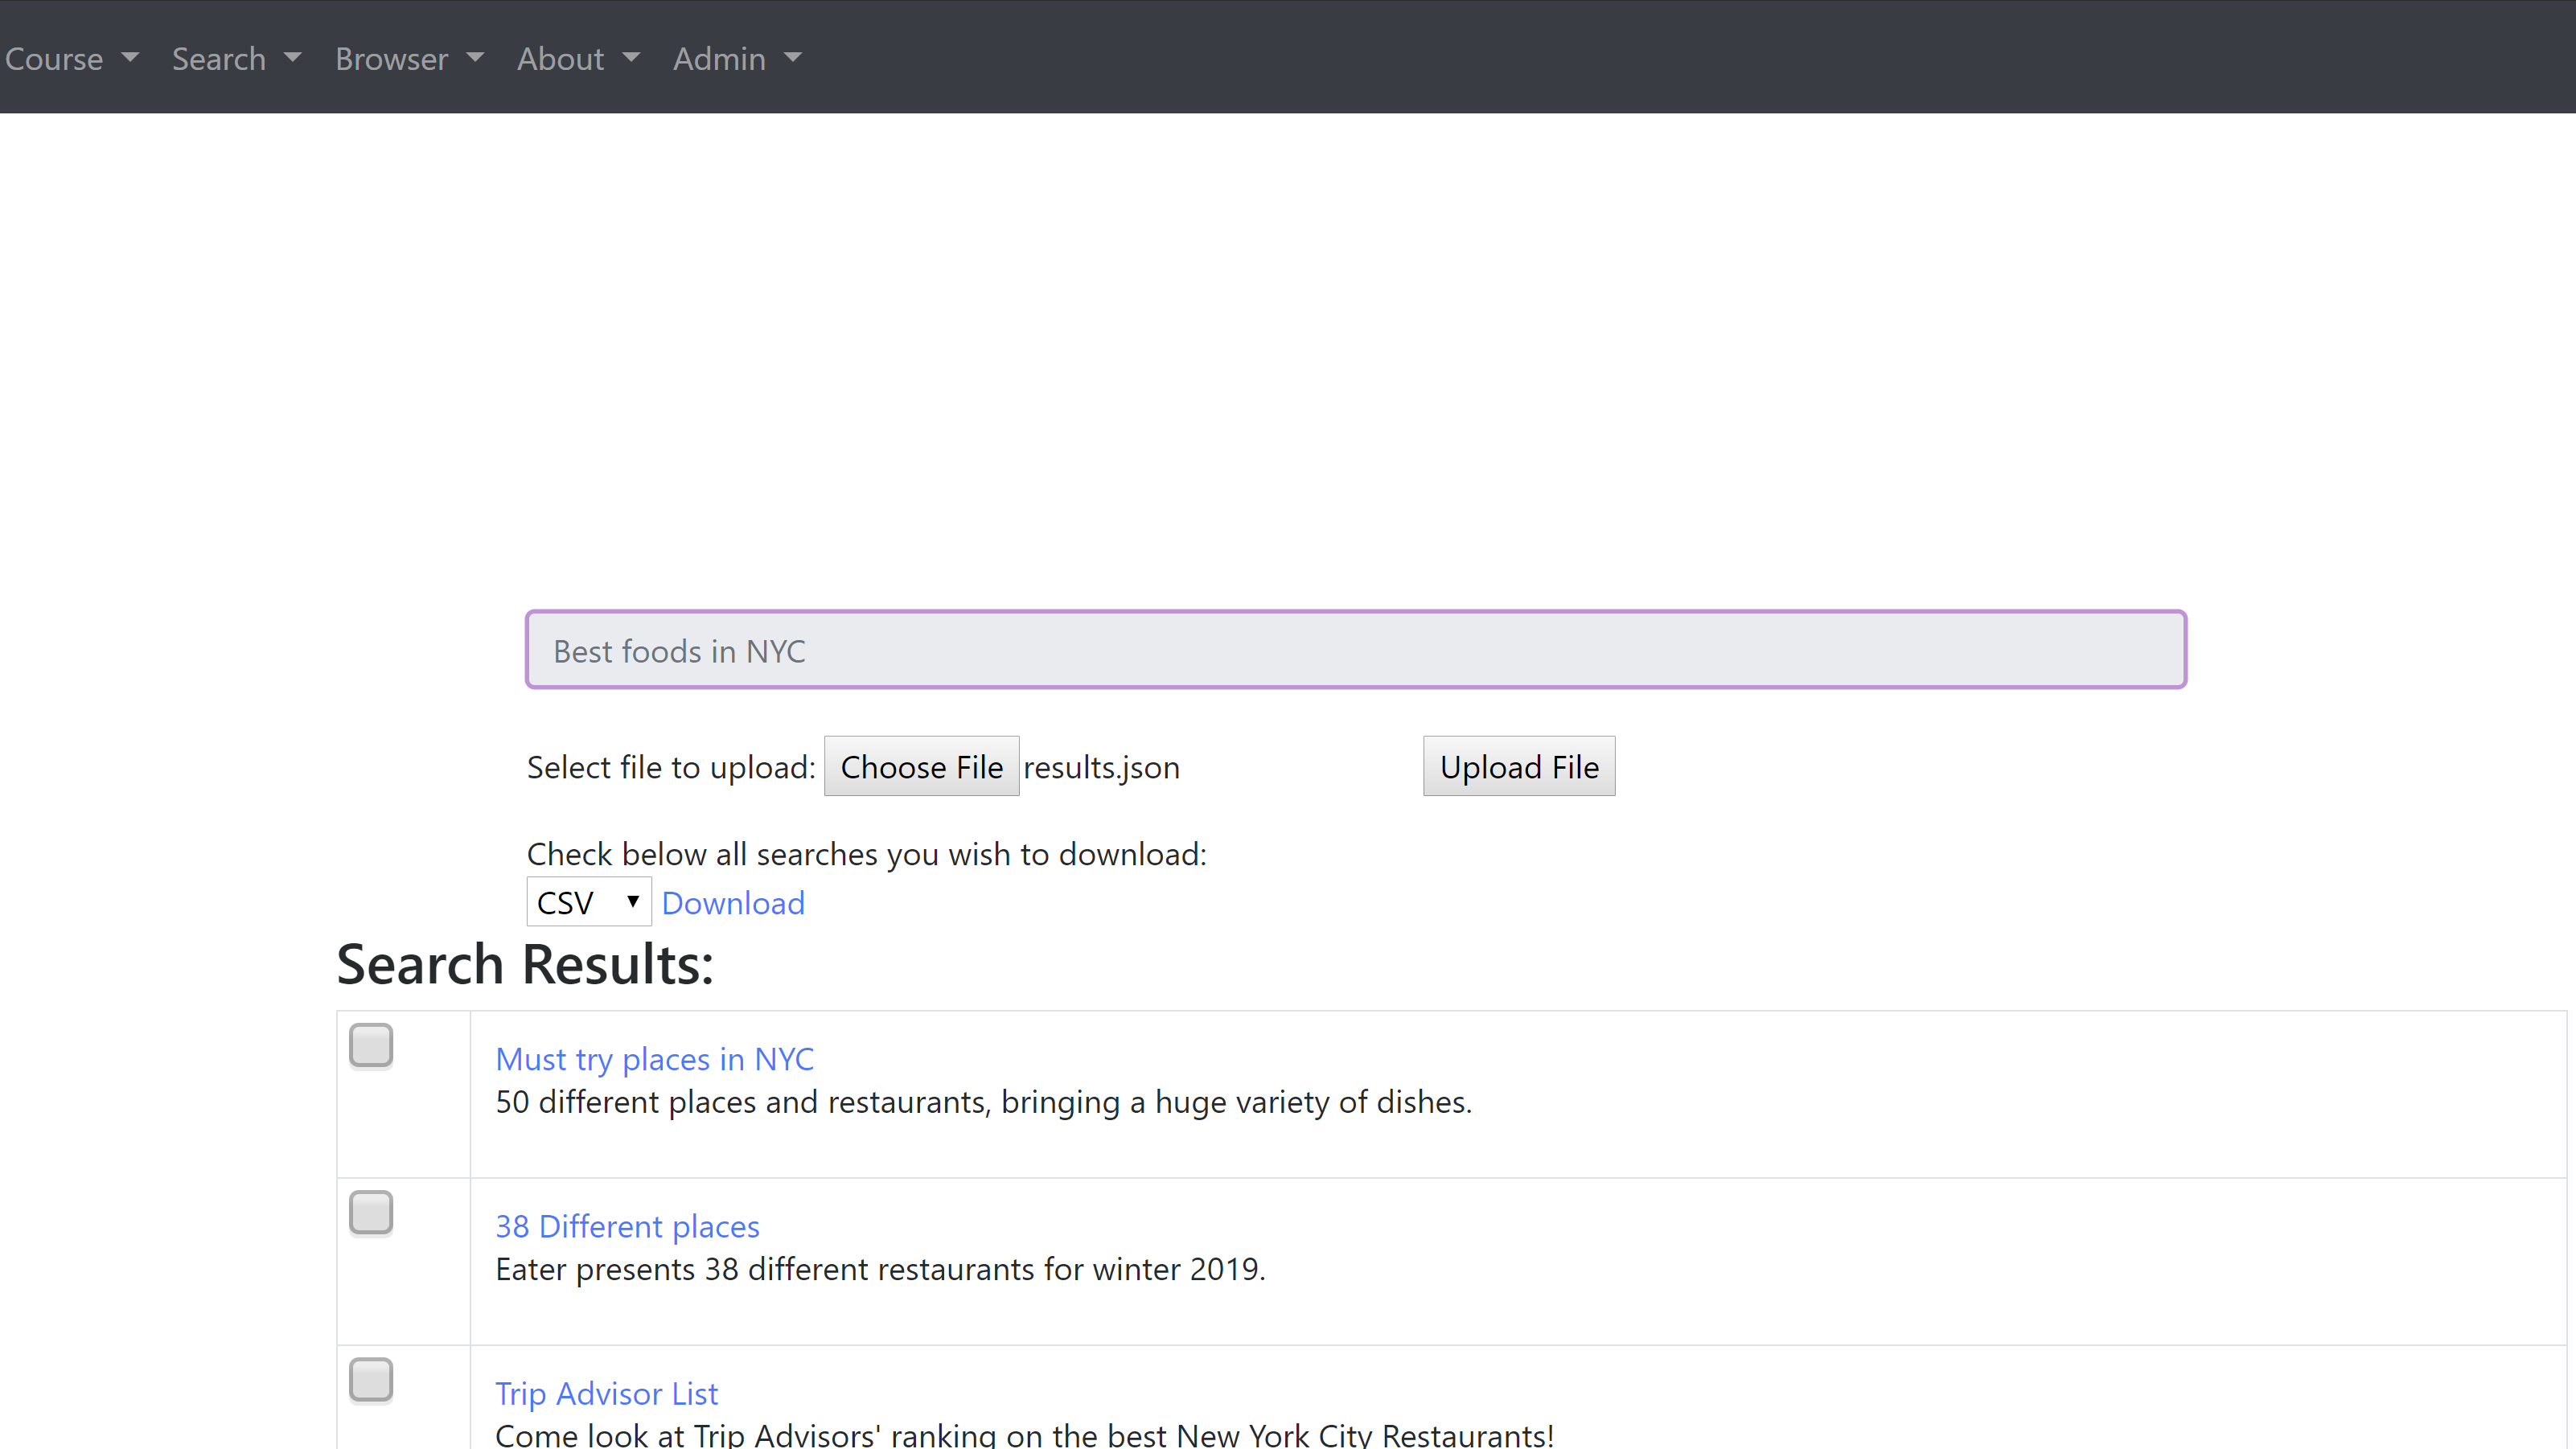 Course Search Browser About Admin
Best foods in NYC
Select file to upload: Choose File results.json Upload File
Check below all searches you wish to download:
CSV Download
Search Results:
Must try places in NYC
50 different places and restaurants, bringing a huge variety of dishes.
38 Different places
Eater presents 38 different restaurants for winter 2019.
Trip Advisor List
Come look at Trip Advisors' ranking on the best New York City Restaurants!